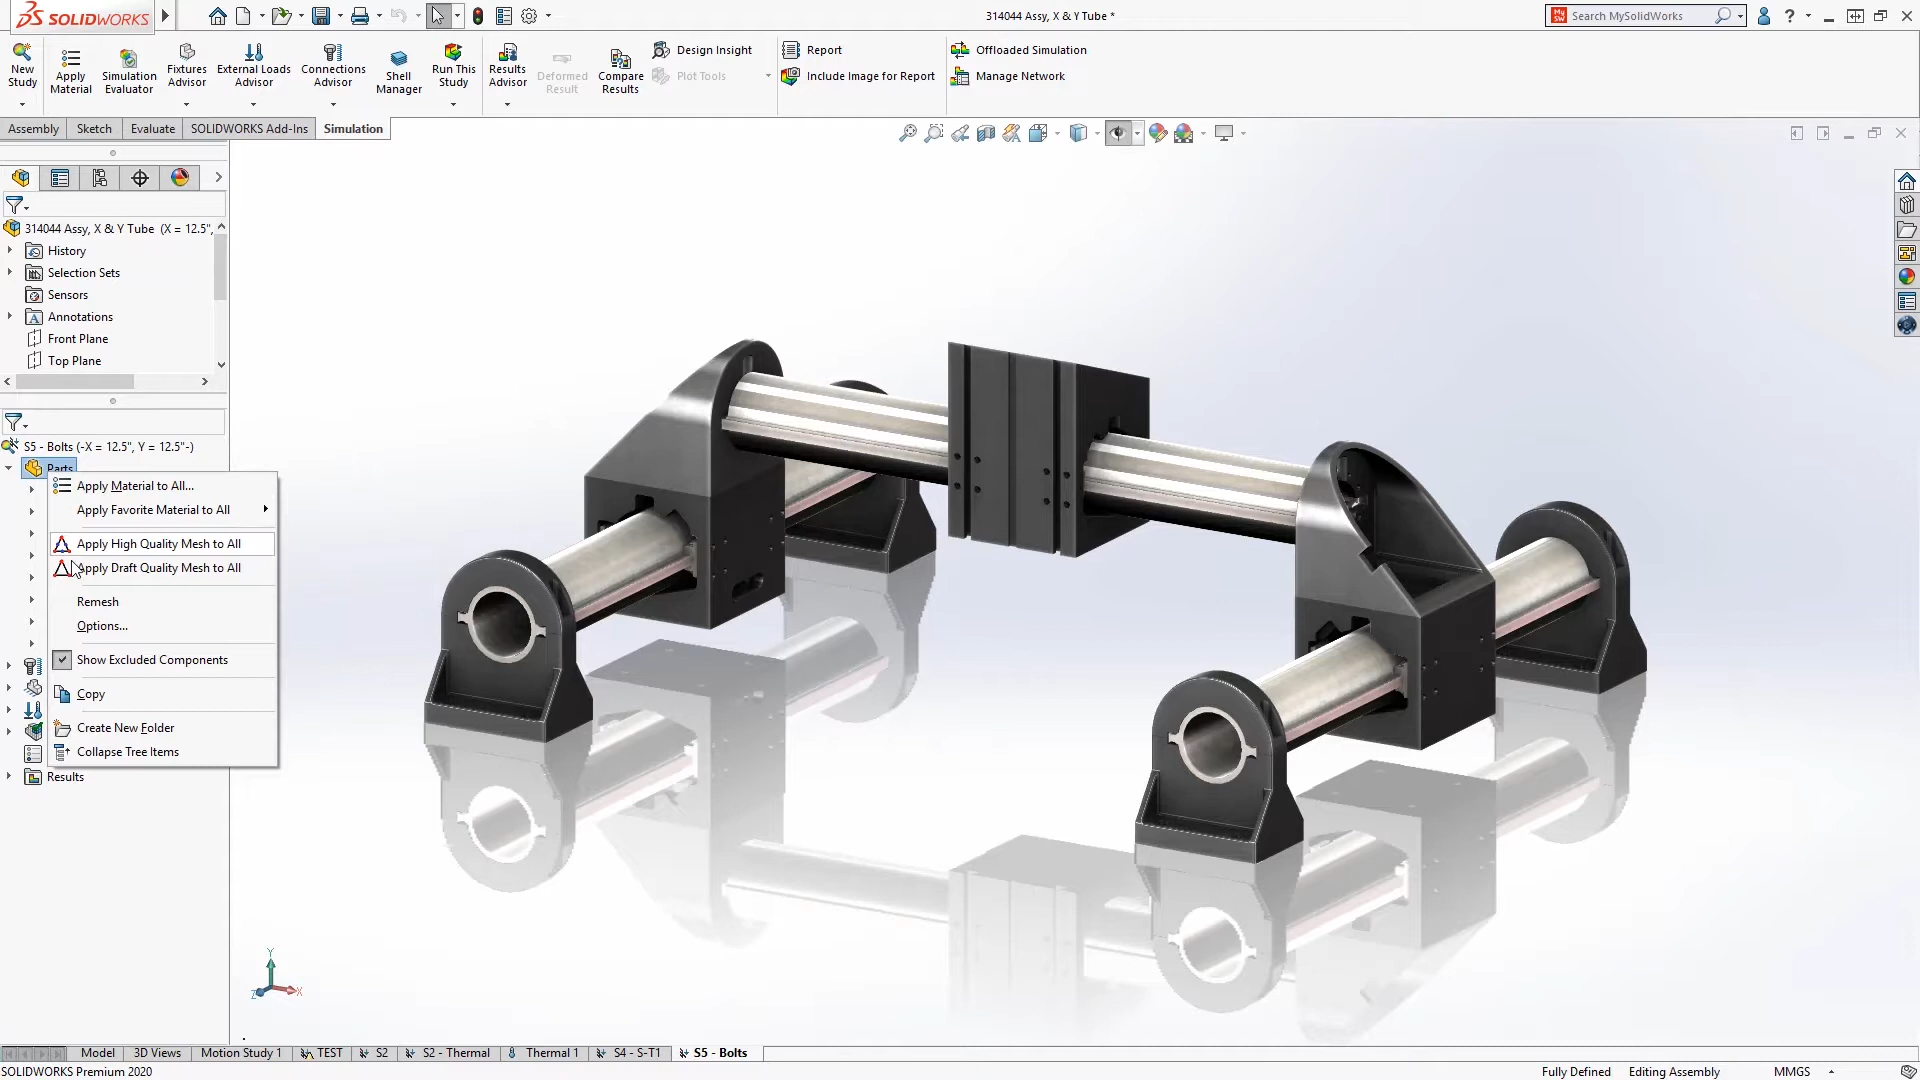 SOLIDWORKS
314044 Assy, X & Y Tube *
Search MySolidWorks
New Study
Apply Material
Simulation Evaluator
Fixtures Advisor
External Loads Advisor
Connections Advisor
Shell Manager
Run This Study
Results Advisor
Deformed Result
Compare Results
Design Insight
Plot Tools
Report
Include Image for Report
Offloaded Simulation
Manage Network
Assembly
Sketch
Evaluate
SOLIDWORKS Add-Ins
Simulation
314044 Assy, X & Y Tube (X = 12.5",
History
Selection Sets
Sensors
Annotations
Front Plane
Top Plane
S5 - Bolts (-X = 12.5", Y = 12.5"-)
Parts
Apply Material to All...
Apply Favorite Material to All
Apply High Quality Mesh to All
Apply Draft Quality Mesh to All
Remesh
Options...
Show Excluded Components
Copy
Create New Folder
Collapse Tree Items
Results
Y
X
Z
Model
3D Views
Motion Study 1
TEST
S2
S2 - Thermal
Thermal 1
S4 - S-T1
S5 - Bolts
SOLIDWORKS Premium 2020
Fully Defined
Editing Assembly
MMGS